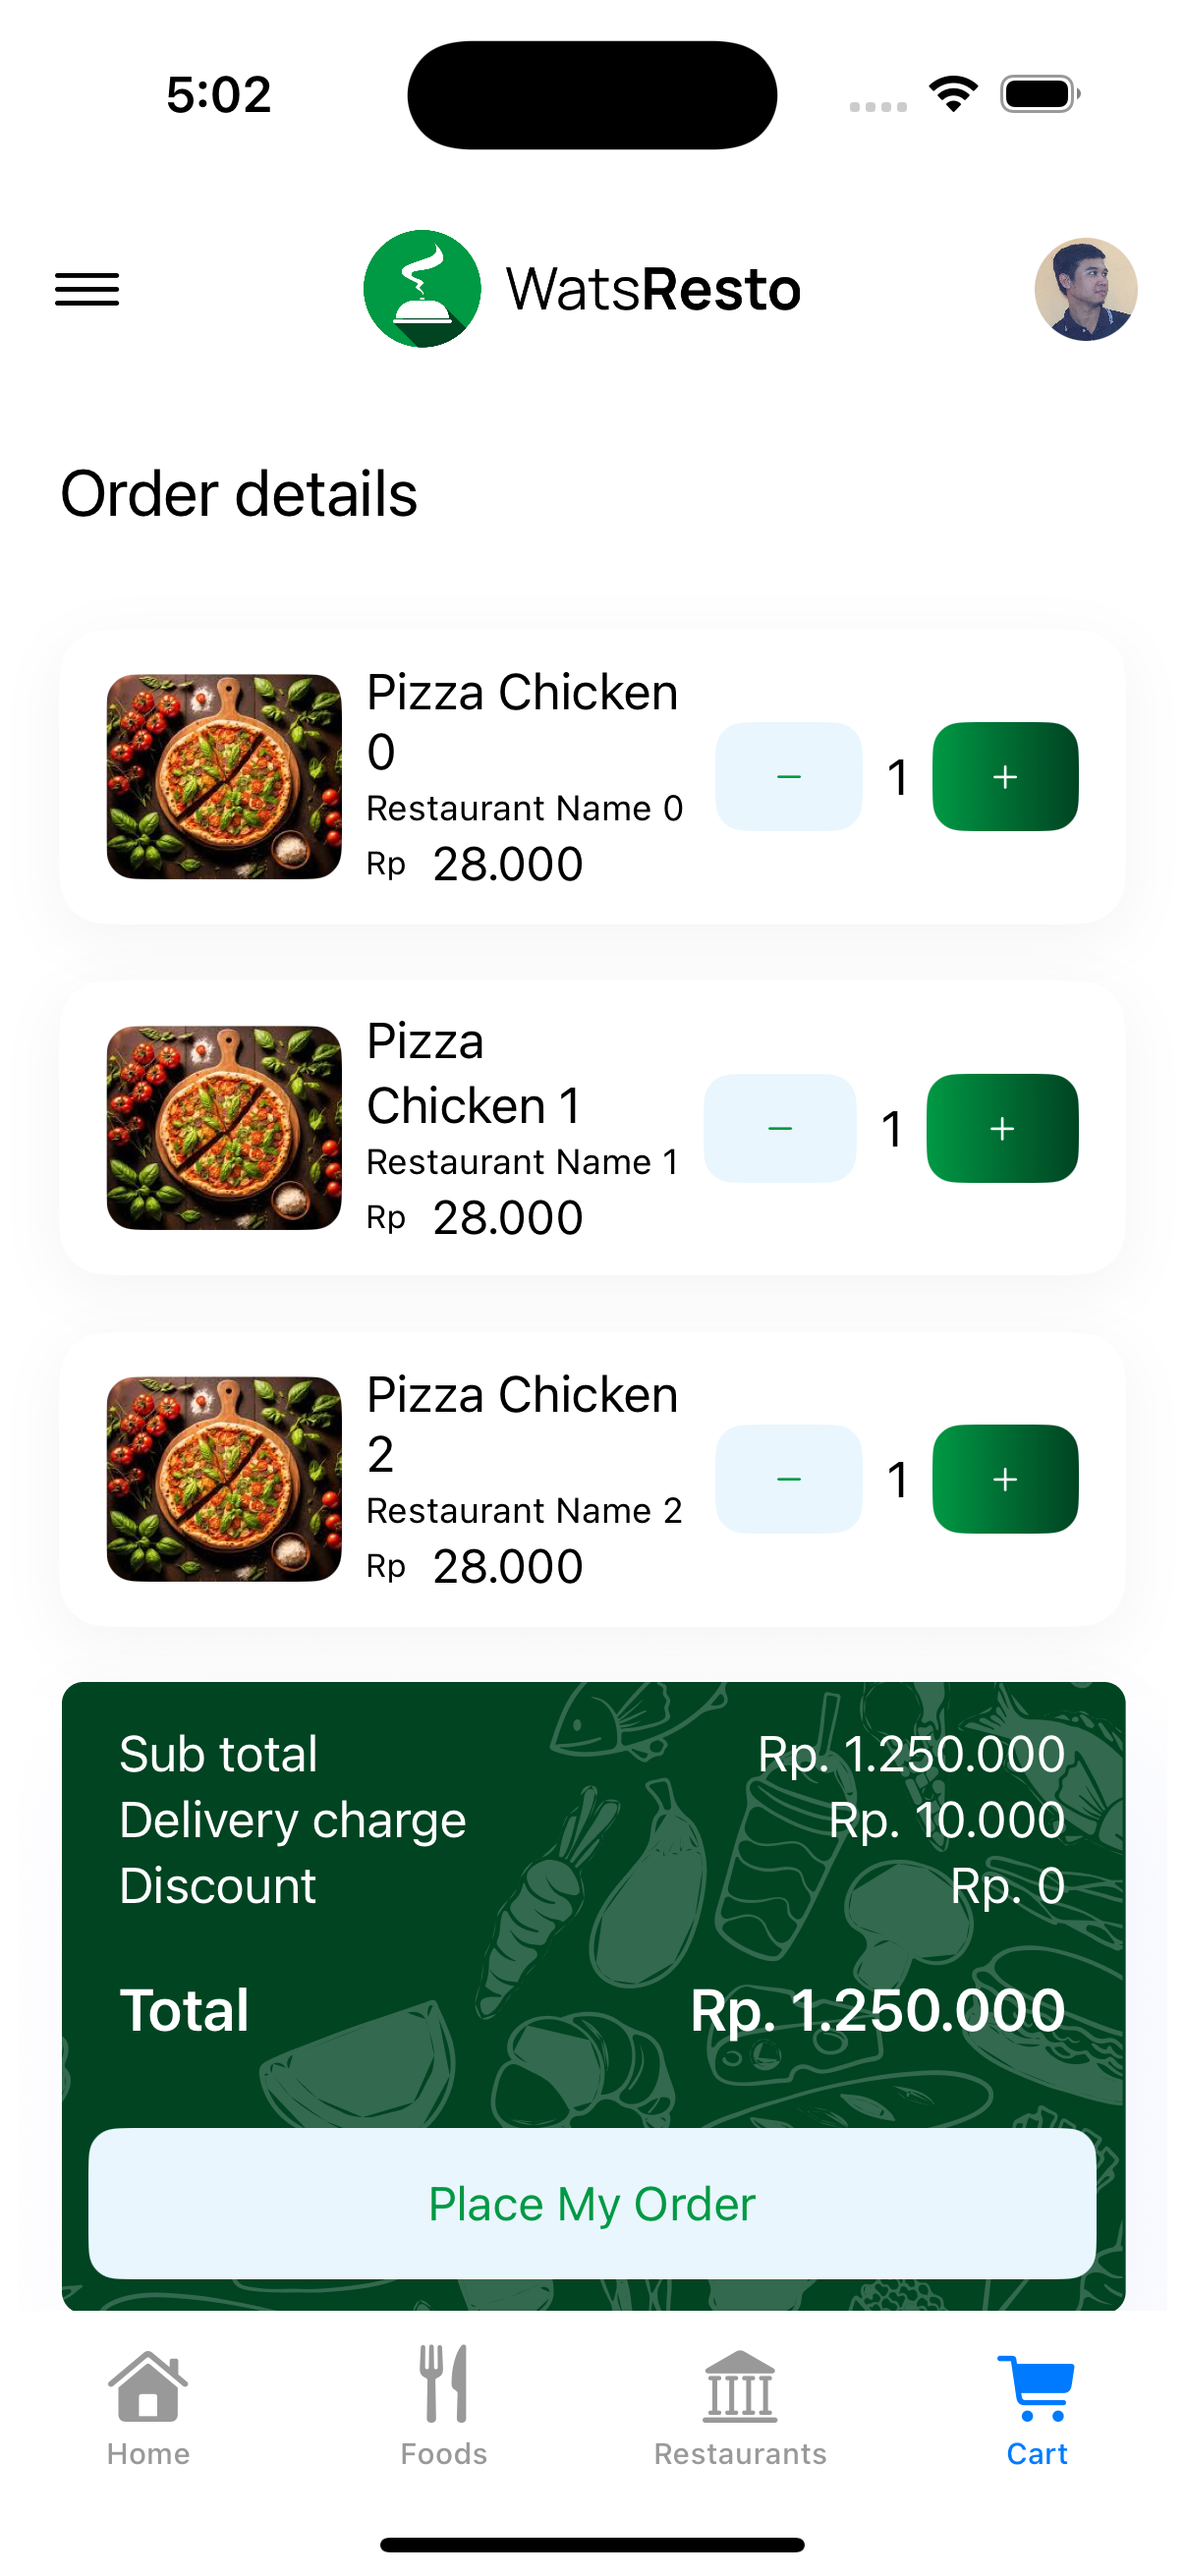 5:02
WatsResto
Order details
Pizza Chicken
0
Restaurant Name 0
Rp 28.000
− 1 +
Pizza
Chicken 1
Restaurant Name 1
Rp 28.000
− 1 +
Pizza Chicken
2
Restaurant Name 2
Rp 28.000
− 1 +
Sub total Rp. 1.250.000
Delivery charge Rp. 10.000
Discount Rp. 0
Total Rp. 1.250.000
Place My Order
Home Foods Restaurants Cart